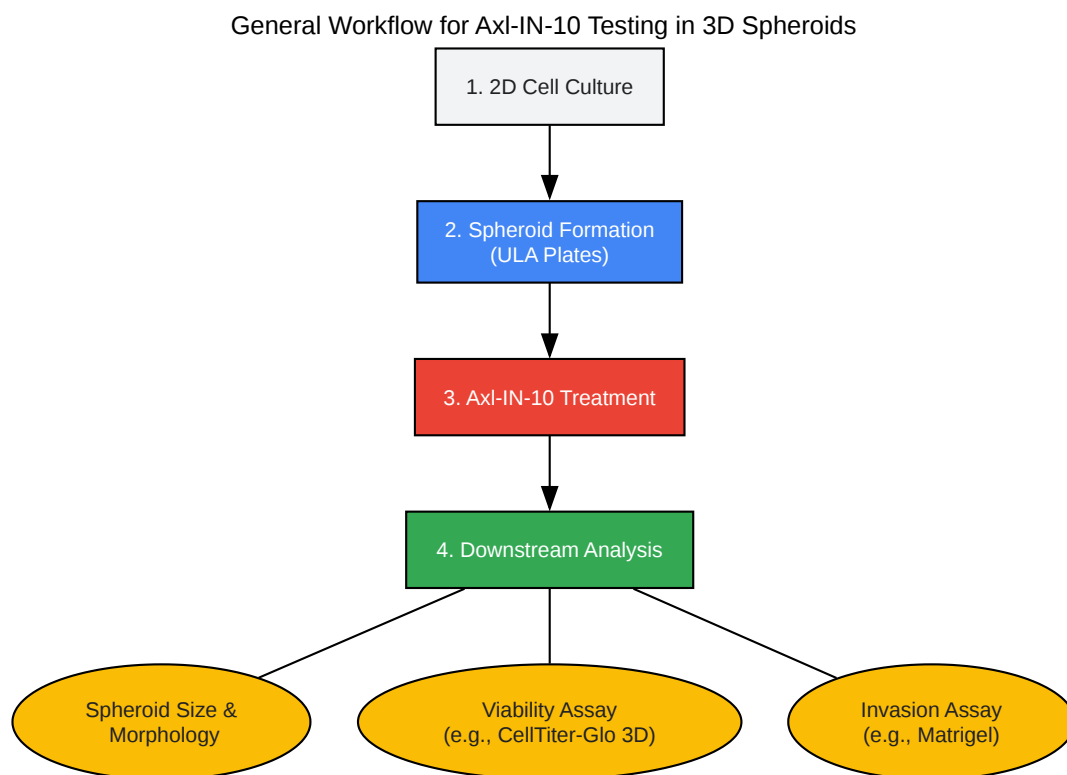 General Workflow for Axl-IN-10 Testing in 3D Spheroids
1. 2D Cell Culture
2. Spheroid Formation
(ULA Plates)
3. Axl-IN-10 Treatment
4. Downstream Analysis
Spheroid Size &
Morphology
Viability Assay
(e.g., CellTiter-Glo 3D)
Invasion Assay
(e.g., Matrigel)